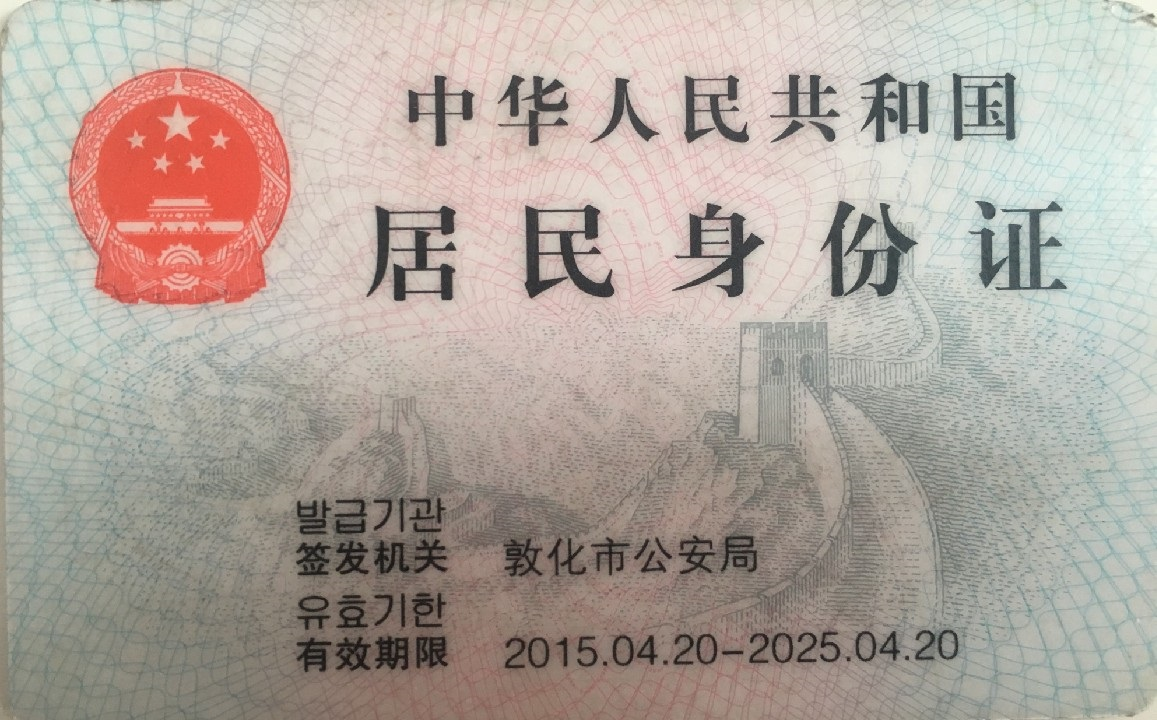 中华人民共和国
居民身份证
발급기관
签发机关 敦化市公安局
유효기한
有效期限 2015.04.20-2025.04.20